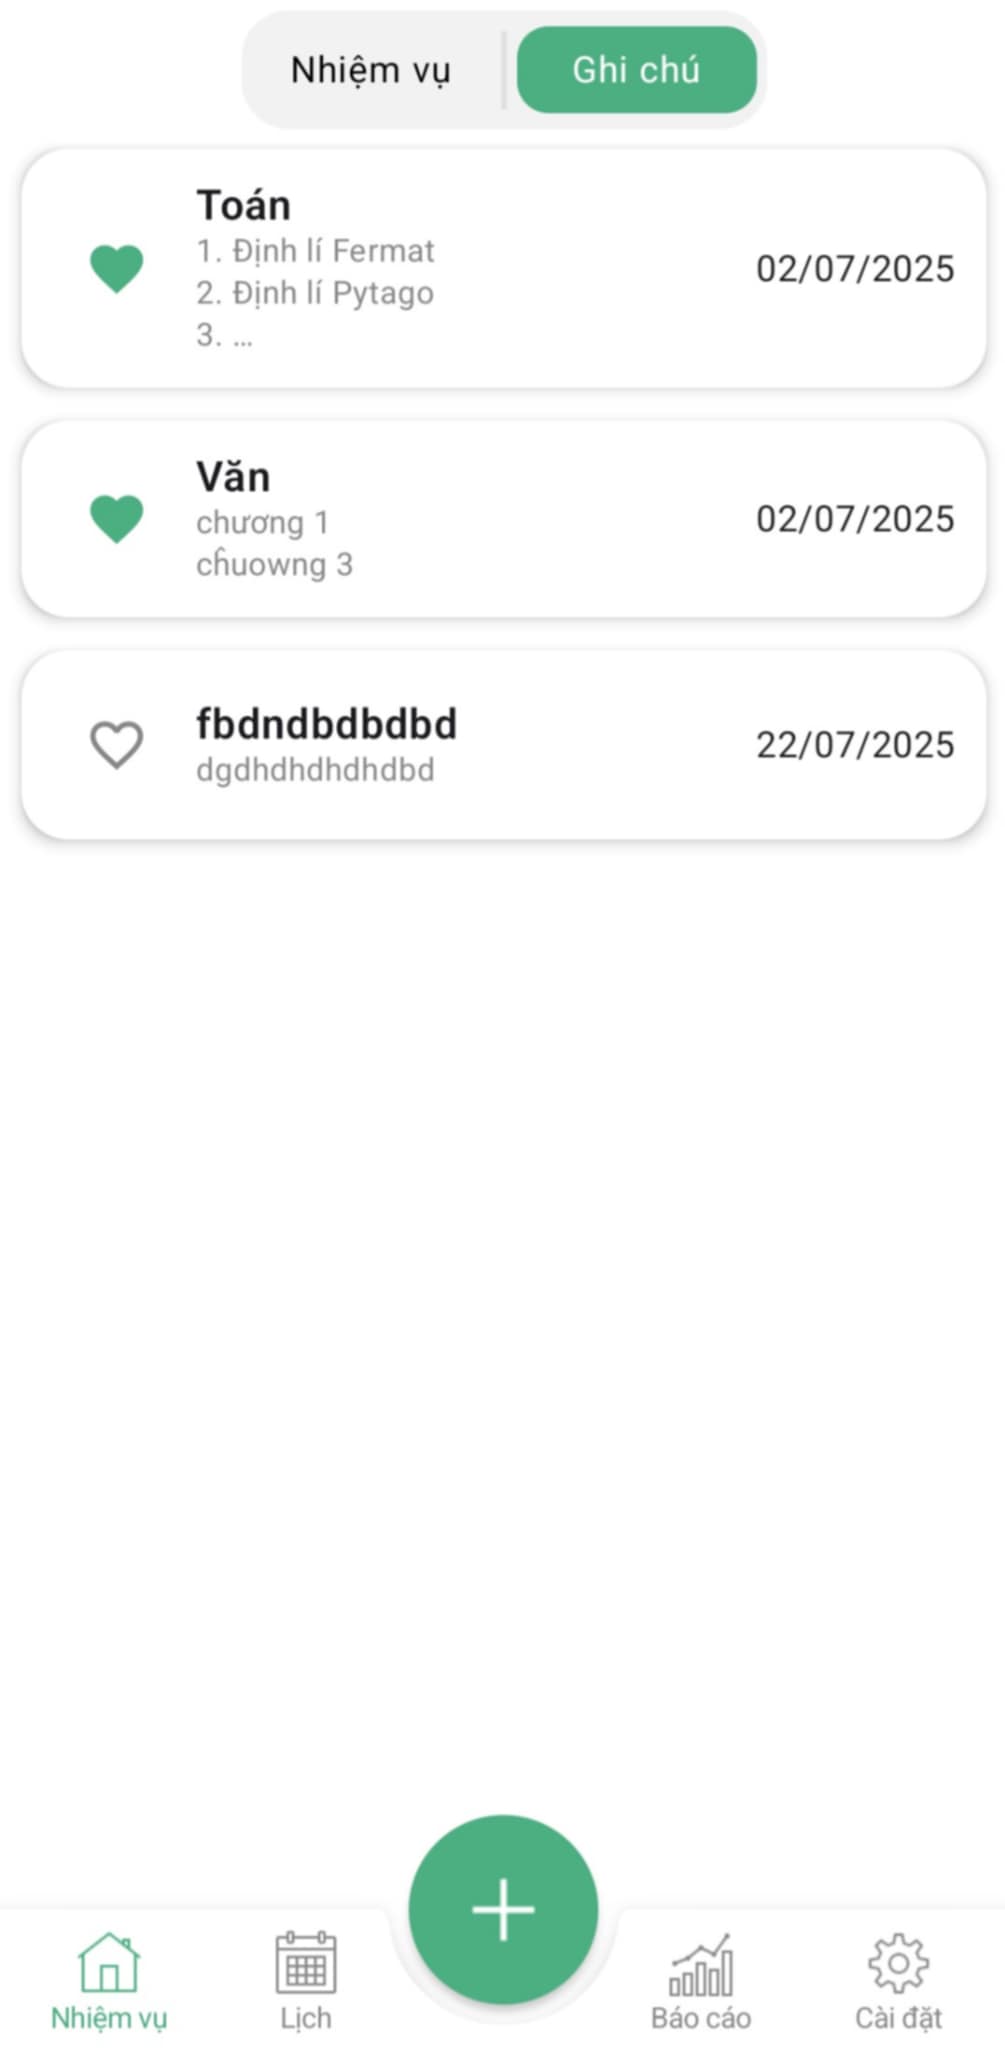 Nhiệm vụ
Ghi chú
Toán
1. Định lí Fermat
2. Định lí Pytago
3. ...
02/07/2025
Văn
chương 1
cĥuowng 3
02/07/2025
fbdndbdbdbd
dgdhdhdhdhdbd
22/07/2025
Nhiệm vụ
Lịch
Báo cáo
Cài đặt